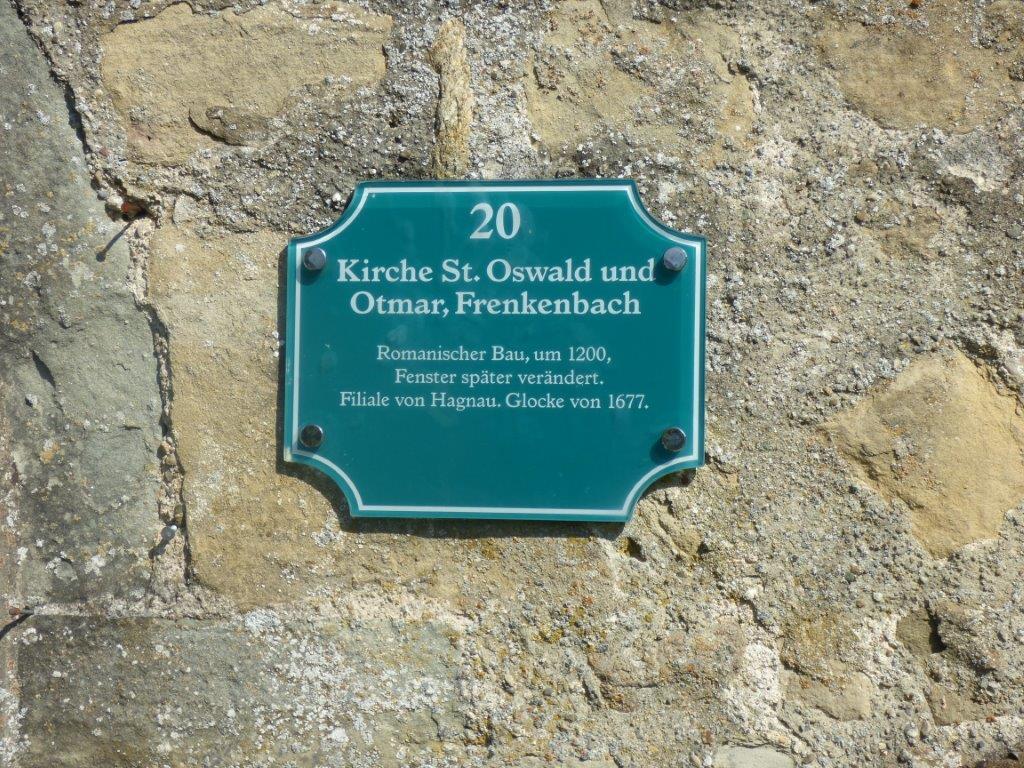 20
Kirche St. Oswald und
Otmar, Frenkenbach
Romanischer Bau, um 1200,
Fenster später verändert.
Filiale von Hagnau. Glocke von 1677.